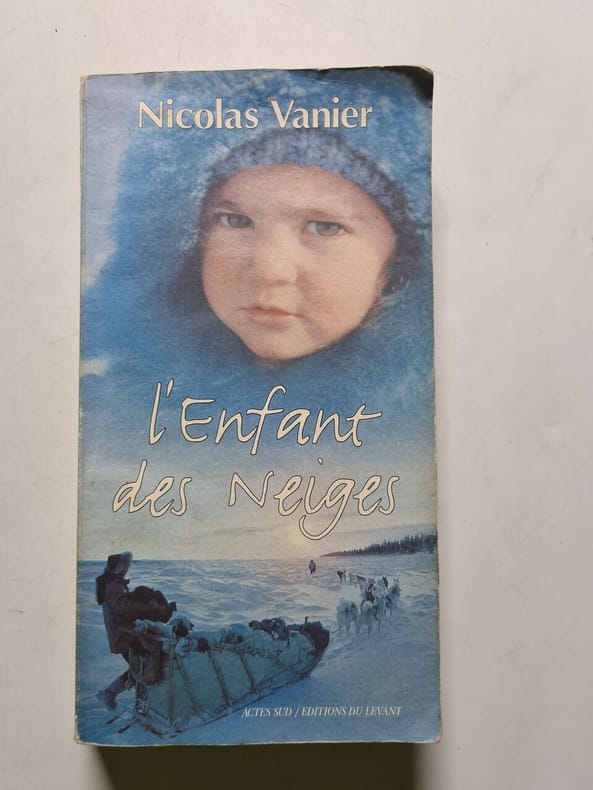 Nicolas Vanier
l'Enfant
des Neiges
ACTES SUD / EDITIONS DU LEVANT